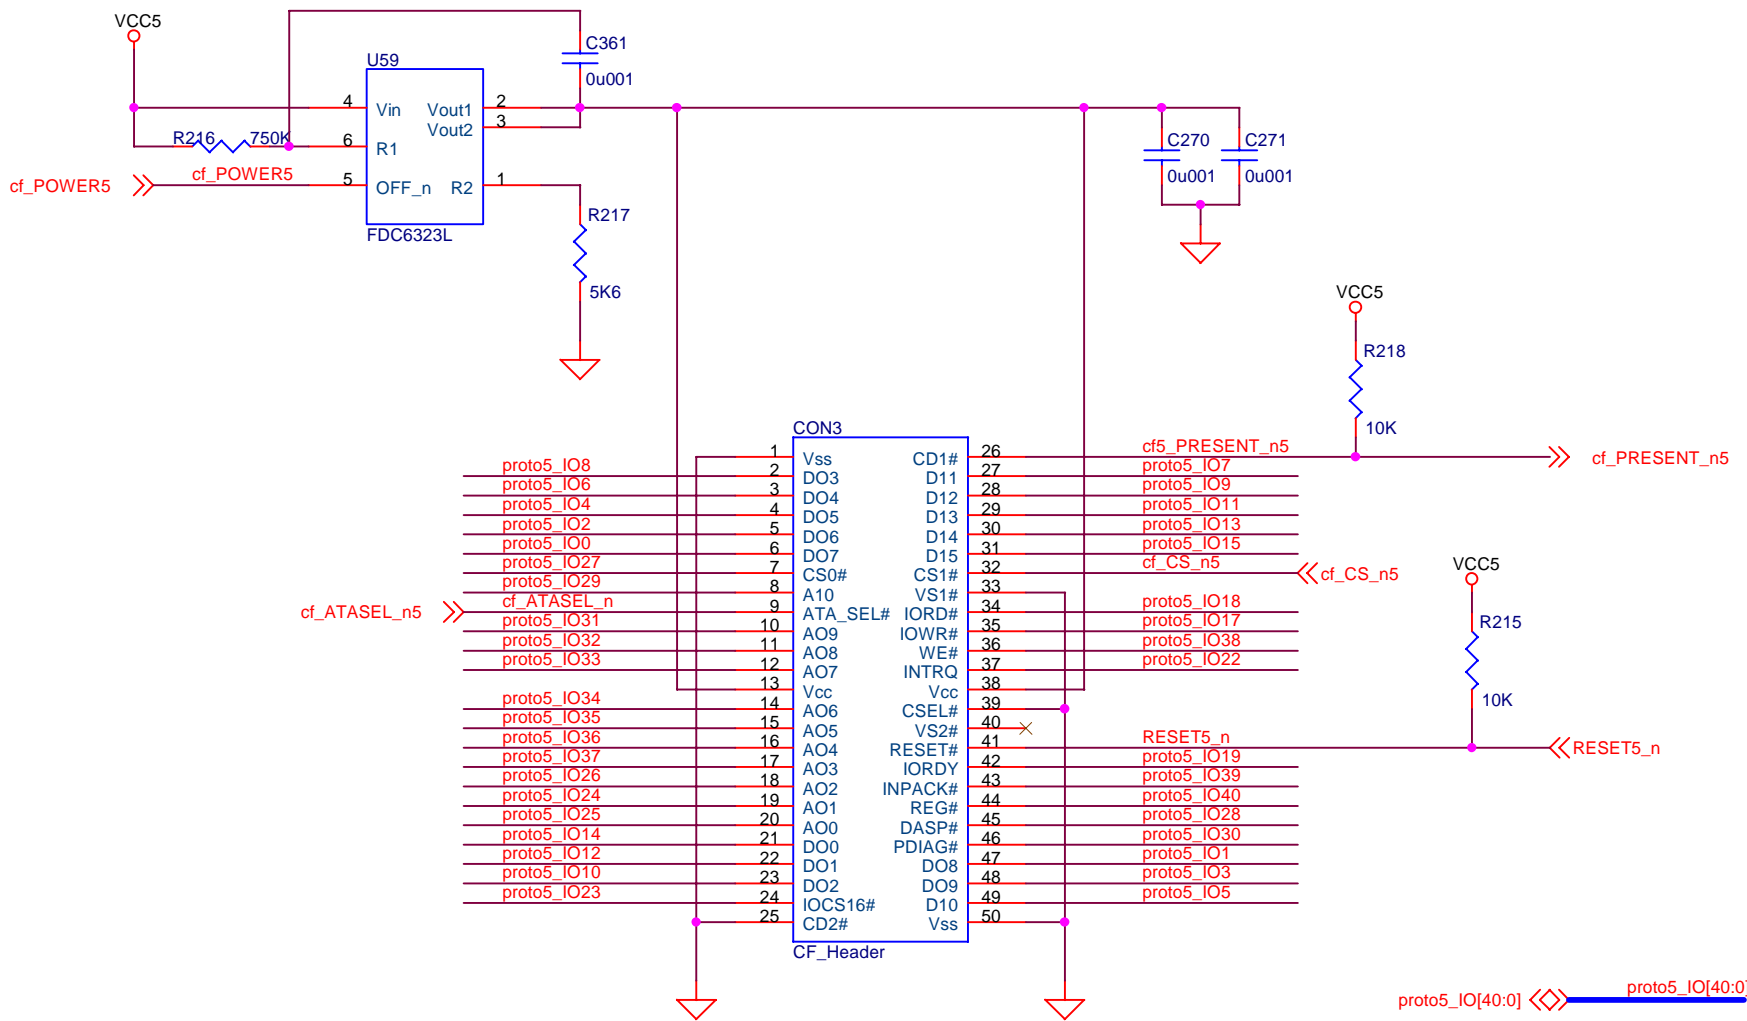 VCC5
C361
0u001
U59
4 Vin Vout1 2
Vout2 3
R216 750K 6 R1
cf_POWER5 cf_POWER5 5 OFF_n R2 1
FDC6323L
R217
5K6
C270 C271
0u001 0u001
VCC5
R218
10K
CON3
1 Vss CD1# 26 cf5_PRESENT_n5 cf_PRESENT_n5
proto5_IO8 2 DO3 D11 27 proto5_IO7
proto5_IO6 3 DO4 D12 28 proto5_IO9
proto5_IO4 4 DO5 D13 29 proto5_IO11
proto5_IO2 5 DO6 D14 30 proto5_IO13
proto5_IO0 6 DO7 D15 31 proto5_IO15
proto5_IO27 7 CS0# CS1# 32 cf_CS_n5 cf_CS_n5
proto5_IO29 8 A10 VS1# 33
cf_ATASEL_n5 cf_ATASEL_n 9 ATA_SEL# IORD# 34 proto5_IO18
proto5_IO31 10 AO9 IOWR# 35 proto5_IO17
proto5_IO32 11 AO8 WE# 36 proto5_IO38
proto5_IO33 12 AO7 INTRQ 37 proto5_IO22
13 Vcc Vcc 38
proto5_IO34 14 AO6 CSEL# 39
proto5_IO35 15 AO5 VS2# 40
proto5_IO36 16 AO4 RESET# 41 RESET5_n RESET5_n
proto5_IO37 17 AO3 IORDY 42 proto5_IO19
proto5_IO26 18 AO2 INPACK# 43 proto5_IO39
proto5_IO24 19 AO1 REG# 44 proto5_IO40
proto5_IO25 20 AO0 DASP# 45 proto5_IO28
proto5_IO14 21 DO0 PDIAG# 46 proto5_IO30
proto5_IO12 22 DO1 DO8 47 proto5_IO1
proto5_IO10 23 DO2 DO9 48 proto5_IO3
proto5_IO23 24 IOCS16# D10 49 proto5_IO5
25 CD2# Vss 50
CF_Header
VCC5
R215
10K
proto5_IO[40:0] proto5_IO[40:0]